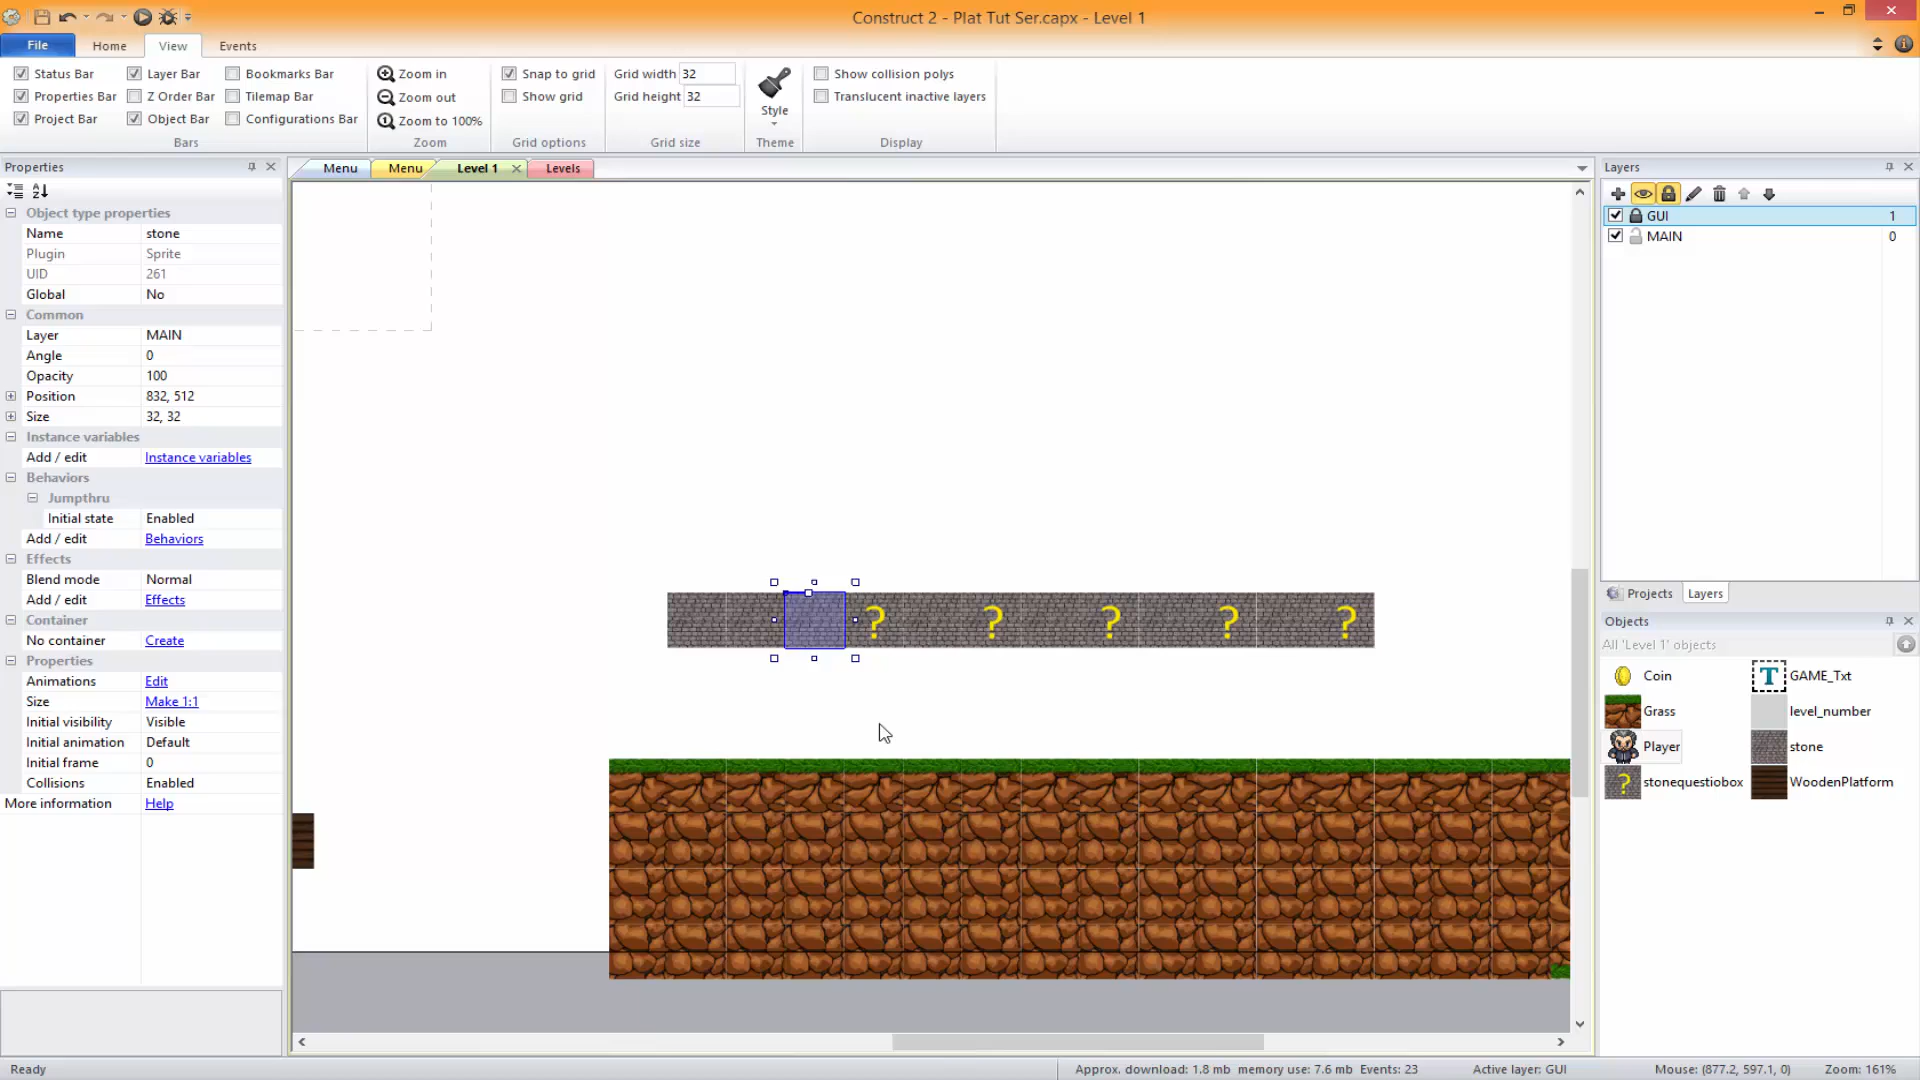 Construct 2 - Plat Tut Ser.capx - Level 1
File Home View Events
Status Bar Layer Bar Bookmarks Bar Zoom in Snap to grid Grid width 32 Show collision polys
Properties Bar Z Order Bar Tilemap Bar Zoom out Show grid Grid height 32 Style Translucent inactive layers
Project Bar Object Bar Configurations Bar Zoom to 100%
Bars Zoom Grid options Grid size Theme Display
Properties
Menu Menu Level 1 Levels
Layers
Object type properties
Name stone
Plugin Sprite
UID 261
Global No
Common
Layer MAIN
Angle 0
Opacity 100
Position 832, 512
Size 32, 32
Instance variables
Add / edit Instance variables
Behaviors
Jumpthru
Initial state Enabled
Add / edit Behaviors
Effects
Blend mode Normal
Add / edit Effects
Container
No container Create
Properties
Animations Edit
Size Make 1:1
Initial visibility Visible
Initial animation Default
Initial frame 0
Collisions Enabled
More information Help
? ? ? ? ?
GUI 1
MAIN 0
Projects Layers
Objects
All 'Level 1' objects
Coin T GAME_Txt
Grass level_number
Player stone
? stonequestiobox WoodenPlatform
Ready Approx. download: 1.8 mb memory use: 7.6 mb Events: 23 Active layer: GUI Mouse: (877.2, 597.1, 0) Zoom: 161%